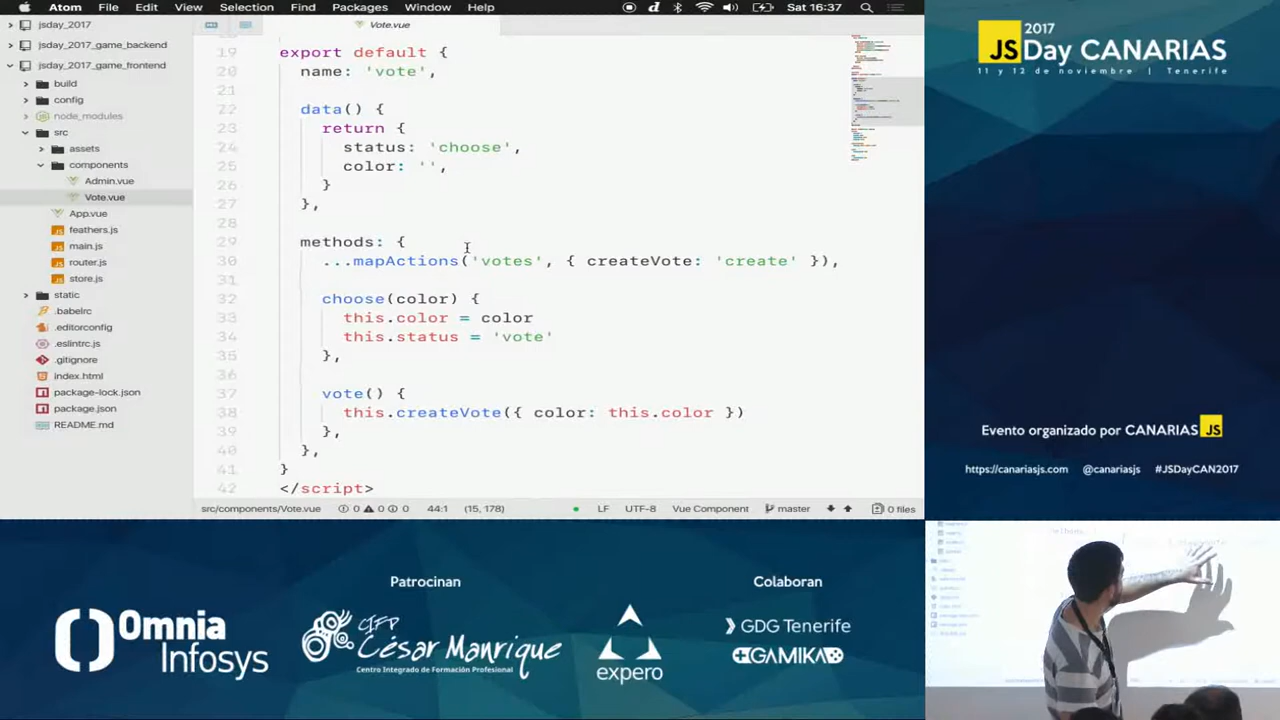 Atom File Edit View Selection Find Packages Window Help
Sat 16:37
jsday_2017
jsday_2017_game_backend
jsday_2017_game_frontend
build
config
node_modules
src
assets
components
Admin.vue
Vote.vue
App.vue
feathers.js
main.js
router.js
store.js
static
.babelrc
.editorconfig
.eslintrc.js
.gitignore
index.html
package-lock.json
package.json
README.md
Vote.vue
19 export default {
20 name: 'vote',
21
22 data() {
23 return {
24 status: 'choose',
25 color: '',
26 }
27 },
28
29 methods: {
30 ...mapActions('votes', { createVote: 'create' }),
31
32 choose(color) {
33 this.color = color
34 this.status = 'vote'
35 },
36
37 vote() {
38 this.createVote({ color: this.color })
39 },
40 },
41 }
42 </script>
src/components/Vote.vue 0 0 0 44:1 (15, 178) LF UTF-8 Vue Component master 0 files
2017
JSDay CANARIAS
11 y 12 de noviembre | Tenerife
Evento organizado por CANARIAS JS
https://canariasjs.com @canariasjs #JSDayCAN2017
Patrocinan
Omnia
Infosys
CIFP
César Manrique
Centro Integrado de Formación Profesional
expero
Colaboran
GDG Tenerife
GAMIKA